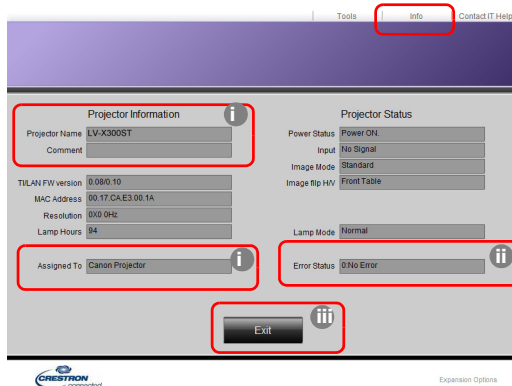 Tools Info Contact IT Help
Projector Information i Projector Status
Projector Name LV-X300ST Power Status Power ON.
Comment Input No Signal
Image Mode Standard
TI/LAN FW version 0.08/0.10 Image flip H/V Front Table
MAC Address 00.17.CA.E3.00.1A
Resolution 0X0 0Hz
Lamp Hours 94 Lamp Mode Normal
Assigned To Canon Projector i Error Status 0:No Error ii
Exit iii
CRESTRON
connected
Expansion Options